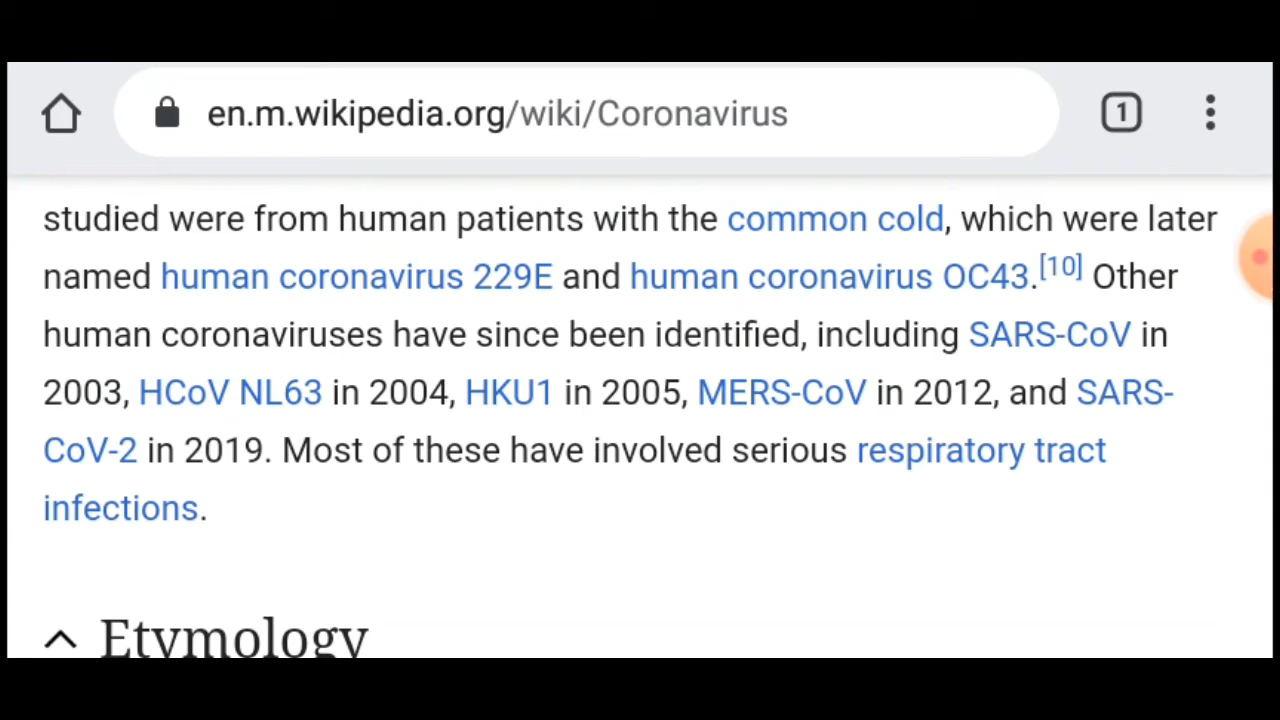 en.m.wikipedia.org/wiki/Coronavirus
1
studied were from human patients with the common cold, which were later
named human coronavirus 229E and human coronavirus OC43.[10] Other
human coronaviruses have since been identified, including SARS-CoV in
2003, HCoV NL63 in 2004, HKU1 in 2005, MERS-CoV in 2012, and SARS-
CoV-2 in 2019. Most of these have involved serious respiratory tract
infections.
Etymology